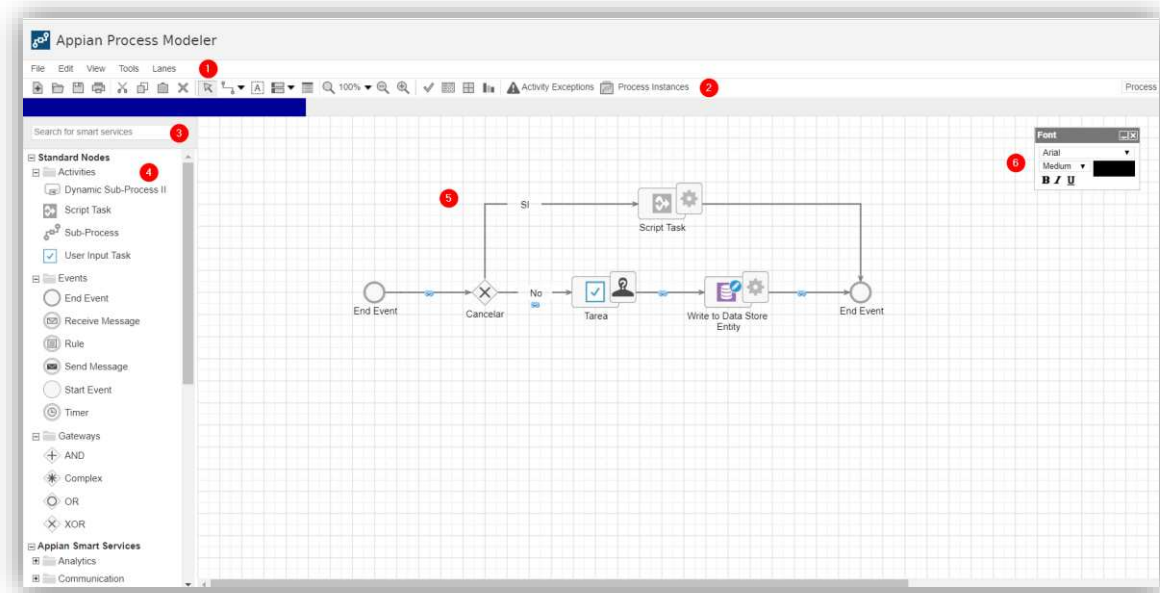 Appian Process Modeler
File Edit View Tools Lanes
1
A 100% Activity Exceptions Process Instances 2 Process
Search for smart services 3
Standard Nodes
Activities 4
Dynamic Sub-Process II
Script Task
Sub-Process
User Input Task
Events
End Event
Receive Message
Rule
Send Message
Start Event
Timer
Gateways
AND
Complex
OR
XOR
Appian Smart Services
Analytics
Communication
5
SI
Script Task
End Event
Cancelar
No
Tarea
Write to Data Store
Entity
End Event
Font
6
Arial
Medium
B I U